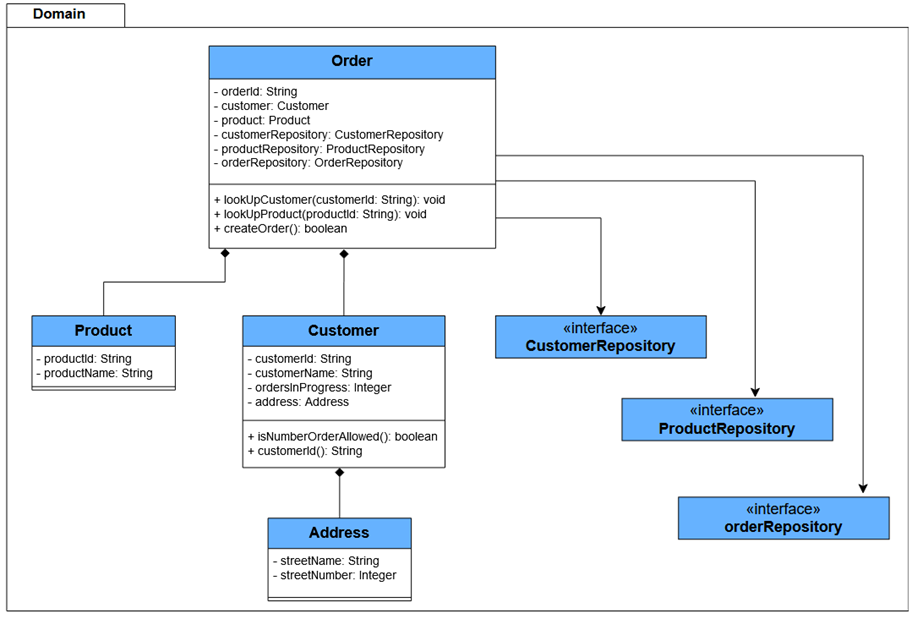 Domain
Order
- orderId: String
- customer: Customer
- product: Product
- customerRepository: CustomerRepository
- productRepository: ProductRepository
- orderRepository: OrderRepository
+ lookUpCustomer(customerId: String): void
+ lookUpProduct(productId: String): void
+ createOrder(): boolean
Product
- productId: String
- productName: String
Customer
- customerId: String
- customerName: String
- ordersInProgress: Integer
- address: Address
+ isNumberOrderAllowed(): boolean
+ customerId(): String
«interface»
CustomerRepository
«interface»
ProductRepository
«interface»
orderRepository
Address
- streetName: String
- streetNumber: Integer